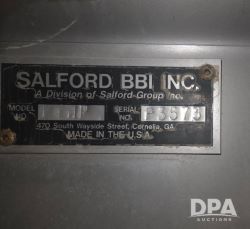 SALFORD BBI INC.
A Division of Salford-Group Inc.
MODEL SERIAL
NO. NO.
470 South Wayside Street, Cornelia, GA
MADE IN THE U.S.A.
DPA
AUCTIONS